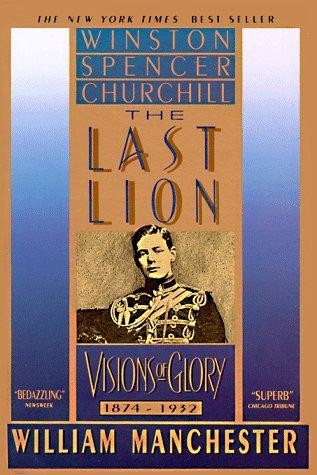 THE NEW YORK TIMES BEST SELLER
WINSTON
SPENCER
CHURCHILL
THE
LAST
LION
VISIONS OF GLORY
1874 - 1932
"BEDAZZLING"
NEWSWEEK
"SUPERB"
CHICAGO TRIBUNE
WILLIAM MANCHESTER